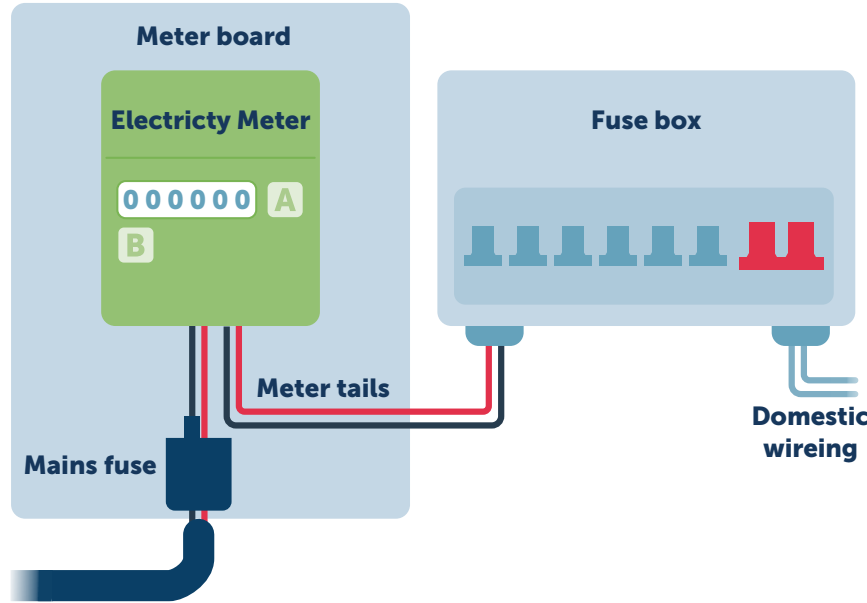 Meter board
Electricty Meter
Fuse box
000000 A
B
Meter tails
Mains fuse
Domestic
wireing